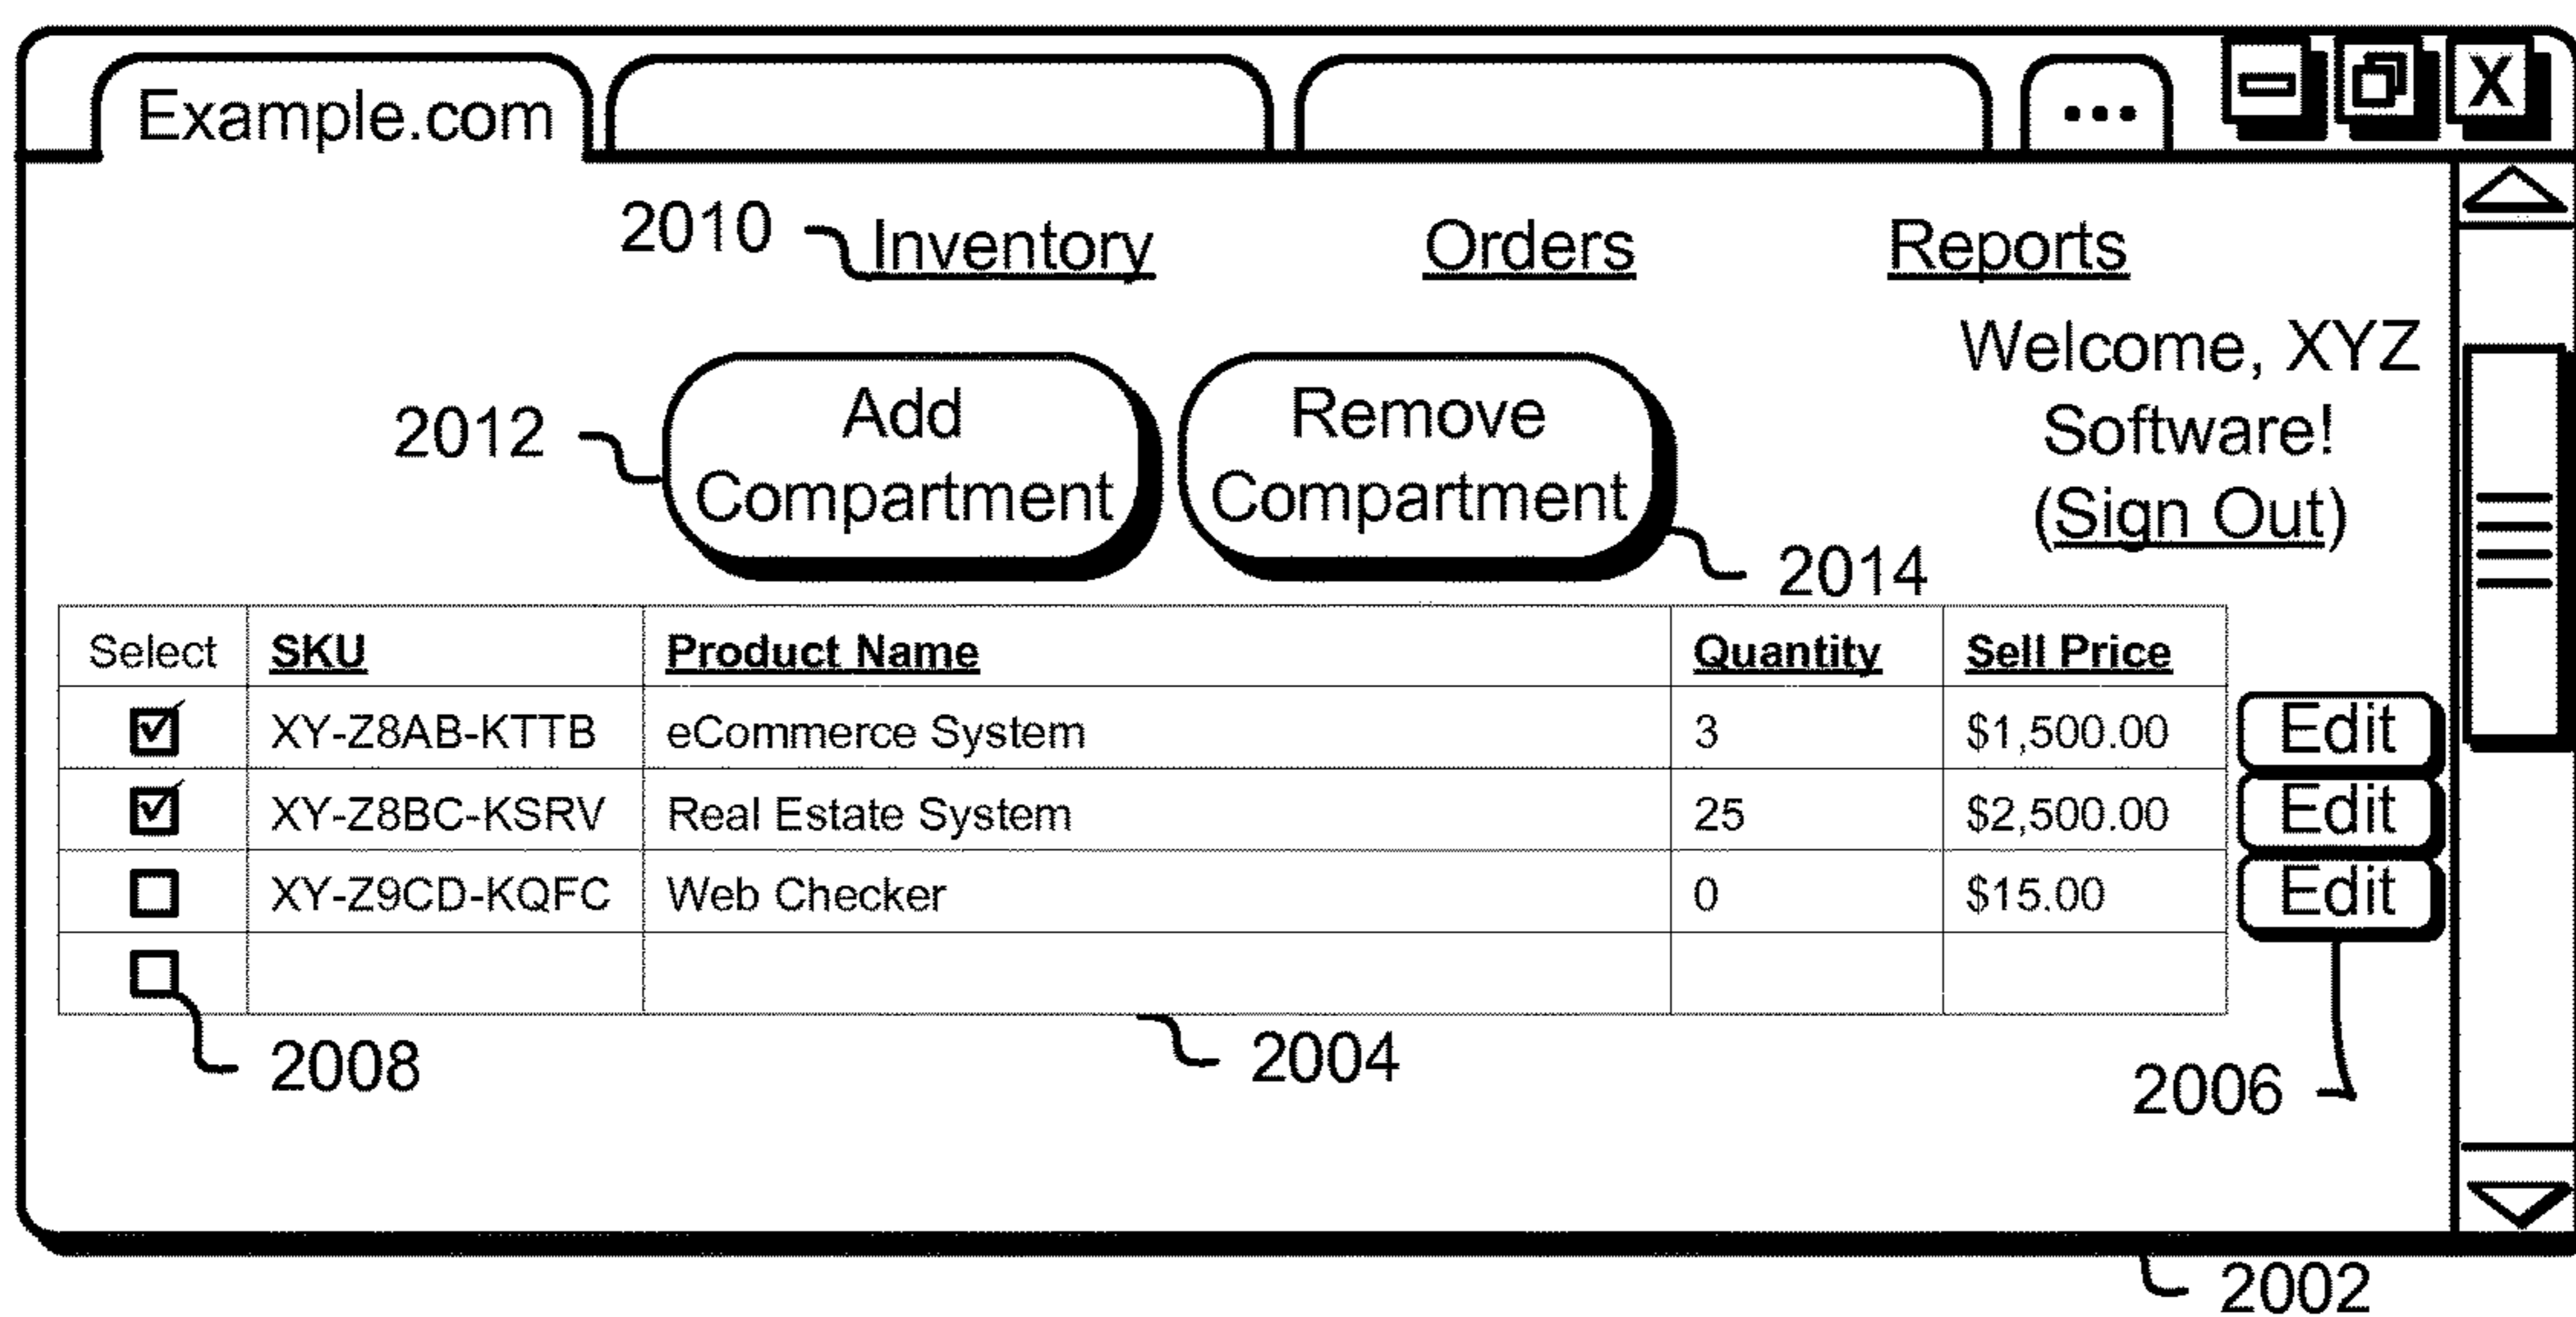 Example.com
...
X
2010 Inventory Orders Reports
Welcome, XYZ
Software!
(Sign Out)
2012
Add
Compartment
Remove
Compartment
2014
Select SKU Product Name Quantity Sell Price
XY-Z8AB-KTTB eCommerce System 3 $1,500.00 Edit
XY-Z8BC-KSRV Real Estate System 25 $2,500.00 Edit
XY-Z9CD-KQFC Web Checker 0 $15.00 Edit
2008 2004 2006
2002